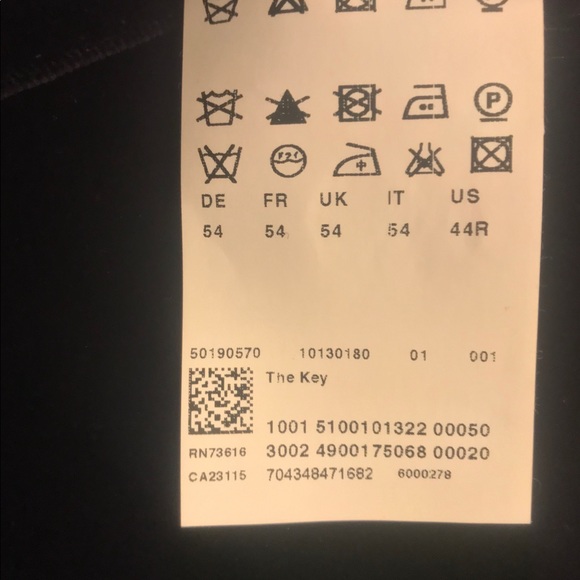 P
中
DE FR UK IT US
54 54 54 54 44R
50190570 10130180 01 001
The Key
1001 5100101322 00050
RN73616 3002 4900175068 00020
CA23115 704348471682 6000278